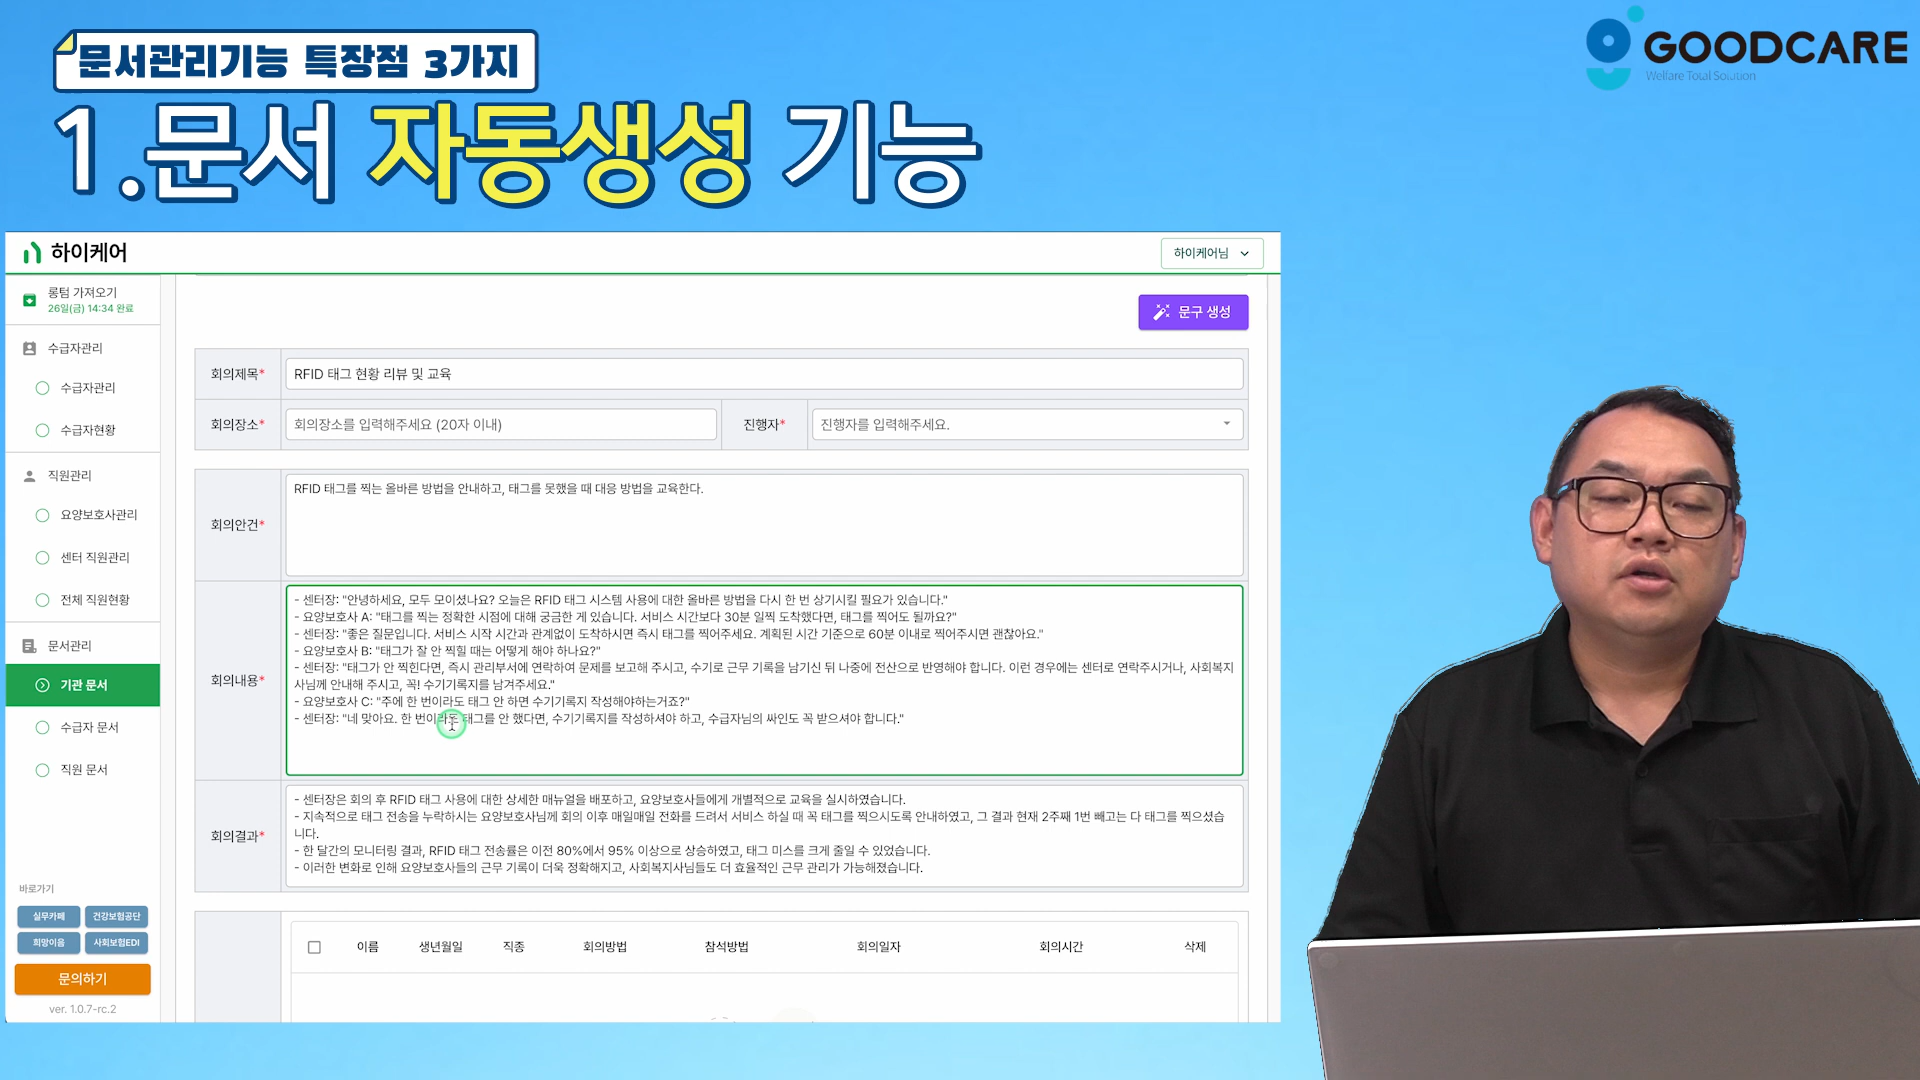 문서관리기능 특장점 3가지
1.문서 자동생성 기능
GOODCARE
Welfare Total Solution
하이케어
하이케어님
롱텀 가져오기
26일(금) 14:34 완료
수급자관리
수급자관리
수급자현황
직원관리
요양보호사관리
센터 직원관리
전체 직원현황
문서관리
기관 문서
수급자 문서
직원 문서
바로가기
실무카페 건강보험공단
희망이음 사회보험EDI
문의하기
ver. 1.0.7-rc.2
문구 생성
회의제목* RFID 태그 현황 리뷰 및 교육
회의장소* 회의장소를 입력해주세요 (20자 이내) 진행자* 진행자를 입력해주세요.
회의안건*
RFID 태그를 찍는 올바른 방법을 안내하고, 태그를 못했을 때 대응 방법을 교육한다.
회의내용*
- 센터장: "안녕하세요, 모두 모이셨나요? 오늘은 RFID 태그 시스템 사용에 대한 올바른 방법을 다시 한 번 상기시킬 필요가 있습니다."
- 요양보호사 A: "태그를 찍는 정확한 시점에 대해 궁금한 게 있습니다. 서비스 시간보다 30분 일찍 도착했다면, 태그를 찍어도 될까요?"
- 센터장: "좋은 질문입니다. 서비스 시작 시간과 관계없이 도착하시면 즉시 태그를 찍어주세요. 계획된 시간 기준으로 60분 이내로 찍어주시면 괜찮아요."
- 요양보호사 B: "태그가 잘 안 찍힐 때는 어떻게 해야 하나요?"
- 센터장: "태그가 안 찍힌다면, 즉시 관리부서에 연락하여 문제를 보고해 주시고, 수기로 근무 기록을 남기신 뒤 나중에 전산으로 반영해야 합니다. 이런 경우에는 센터로 연락주시거나, 사회복지
사님께 안내해 주시고, 꼭! 수기기록지를 남겨주세요."
- 요양보호사 C: "주에 한 번이라도 태그 안 하면 수기기록지 작성해야하는거죠?"
- 센터장: "네 맞아요. 한 번이라도 태그를 안 했다면, 수기기록지를 작성하셔야 하고, 수급자님의 싸인도 꼭 받으셔야 합니다."
회의결과*
- 센터장은 회의 후 RFID 태그 사용에 대한 상세한 매뉴얼을 배포하고, 요양보호사들에게 개별적으로 교육을 실시하였습니다.
- 지속적으로 태그 전송을 누락하시는 요양보호사님께 회의 이후 매일매일 전화를 드려서 서비스 하실 때 꼭 태그를 찍으시도록 안내하였고, 그 결과 현재 2주째 1번 빼고는 다 태그를 찍으셨습
니다.
- 한 달간의 모니터링 결과, RFID 태그 전송률은 이전 80%에서 95% 이상으로 상승하였고, 태그 미스를 크게 줄일 수 있었습니다.
- 이러한 변화로 인해 요양보호사들의 근무 기록이 더욱 정확해지고, 사회복지사님들도 더 효율적인 근무 관리가 가능해졌습니다.
이름 생년월일 직종 회의방법 참석방법 회의일자 회의시간 삭제